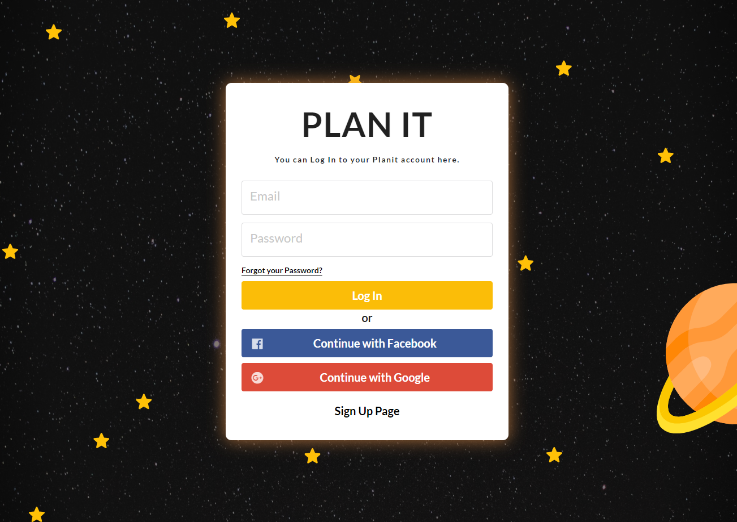 PLAN IT
You can Log In to your Planit account here.
Email
Password
Forgot your Password?
Log In
or
Continue with Facebook
G+
Continue with Google
Sign Up Page